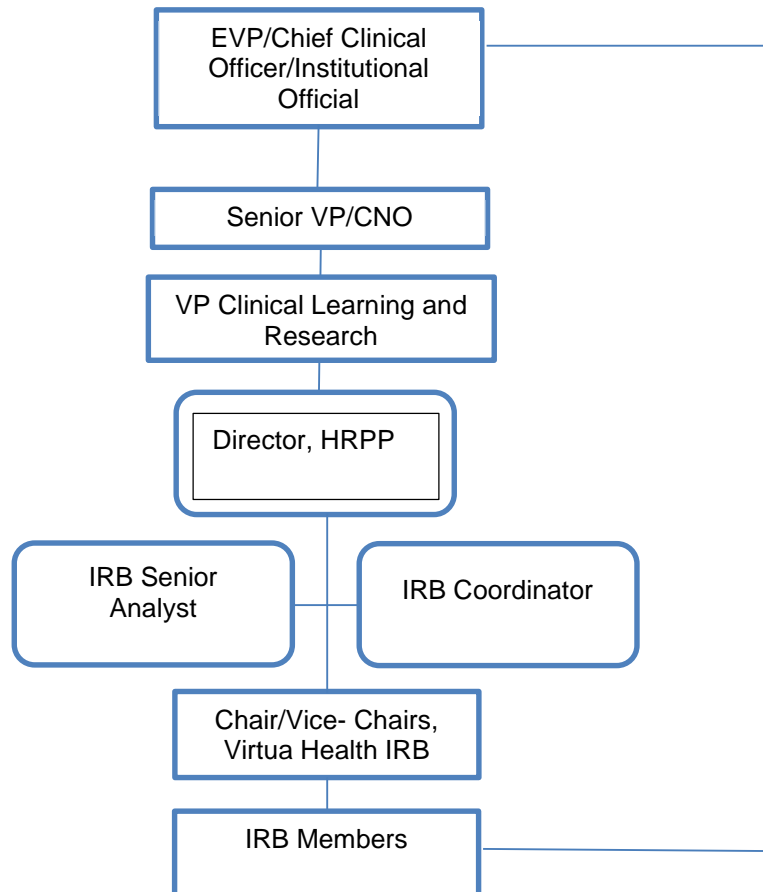 EVP/Chief Clinical
Officer/Institutional
Official
Senior VP/CNO
VP Clinical Learning and
Research
Director, HRPP
IRB Senior
Analyst
IRB Coordinator
Chair/Vice- Chairs,
Virtua Health IRB
IRB Members